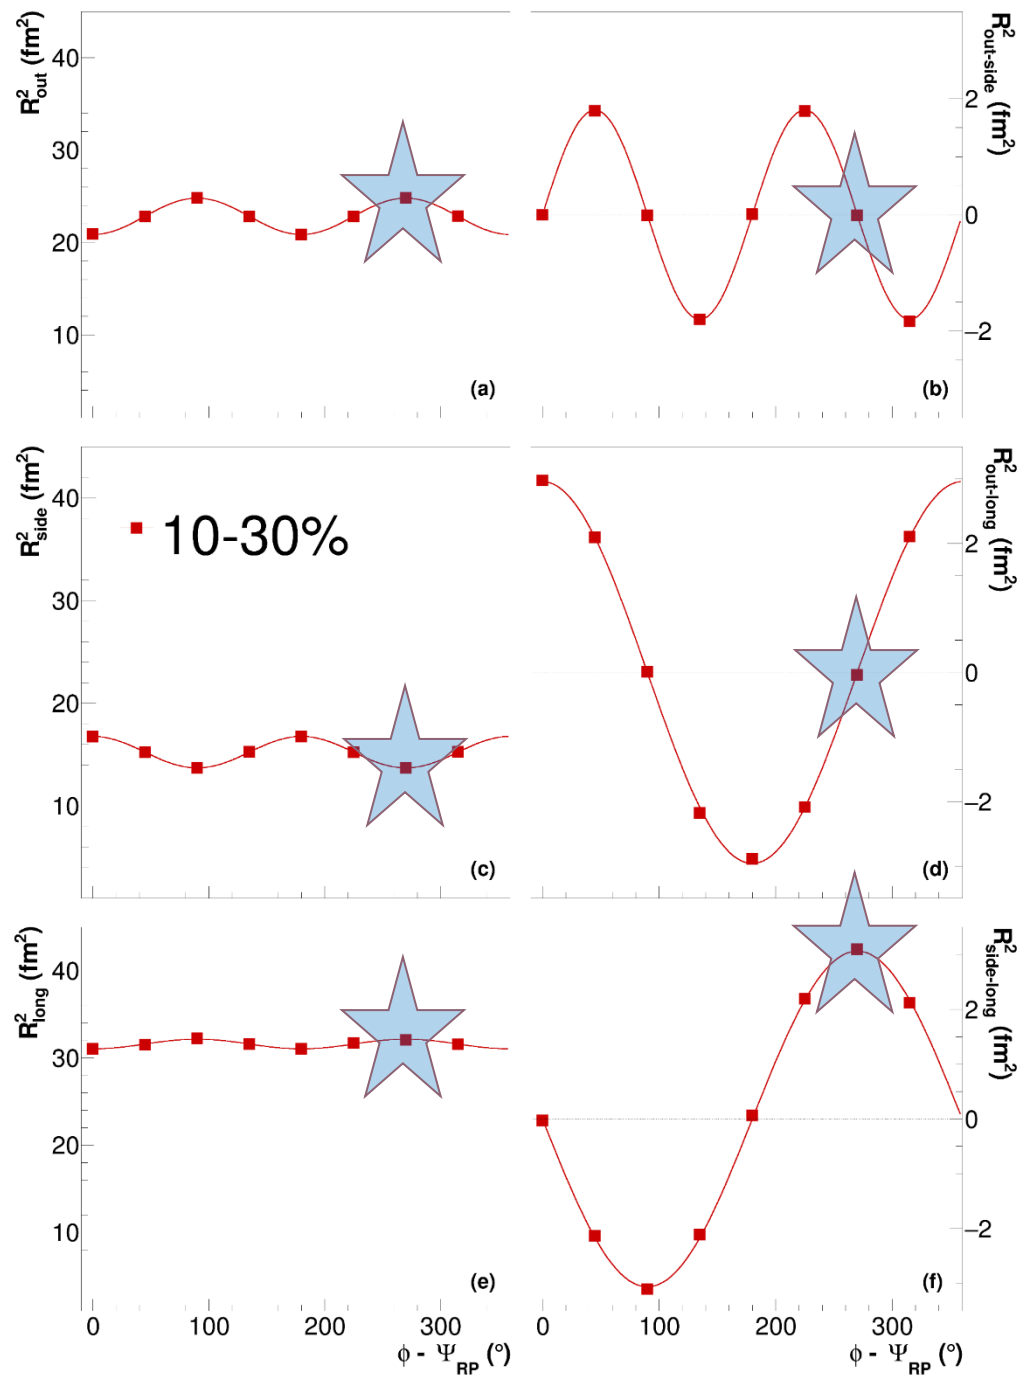 R²out (fm²)
40
30
20
10
(a)
R²out-side (fm²)
2
0
−2
(b)
R²side (fm²)
40
30
20
10
10-30%
(c)
R²out-long (fm²)
2
0
−2
(d)
R²long (fm²)
40
30
20
10
(e)
R²side-long (fm²)
2
0
−2
(f)
0 100 200 300
ϕ - ΨRP (°)
0 100 200 300
ϕ - ΨRP (°)